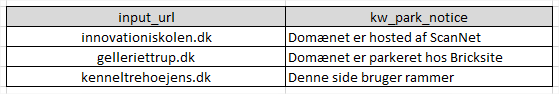 input_url kw_park_notice
innovationiskolen.dk Domænet er hosted af ScanNet
gelleriettrup.dk Domænet er parkeret hos Bricksite
kenneltrehoejens.dk Denne side bruger rammer